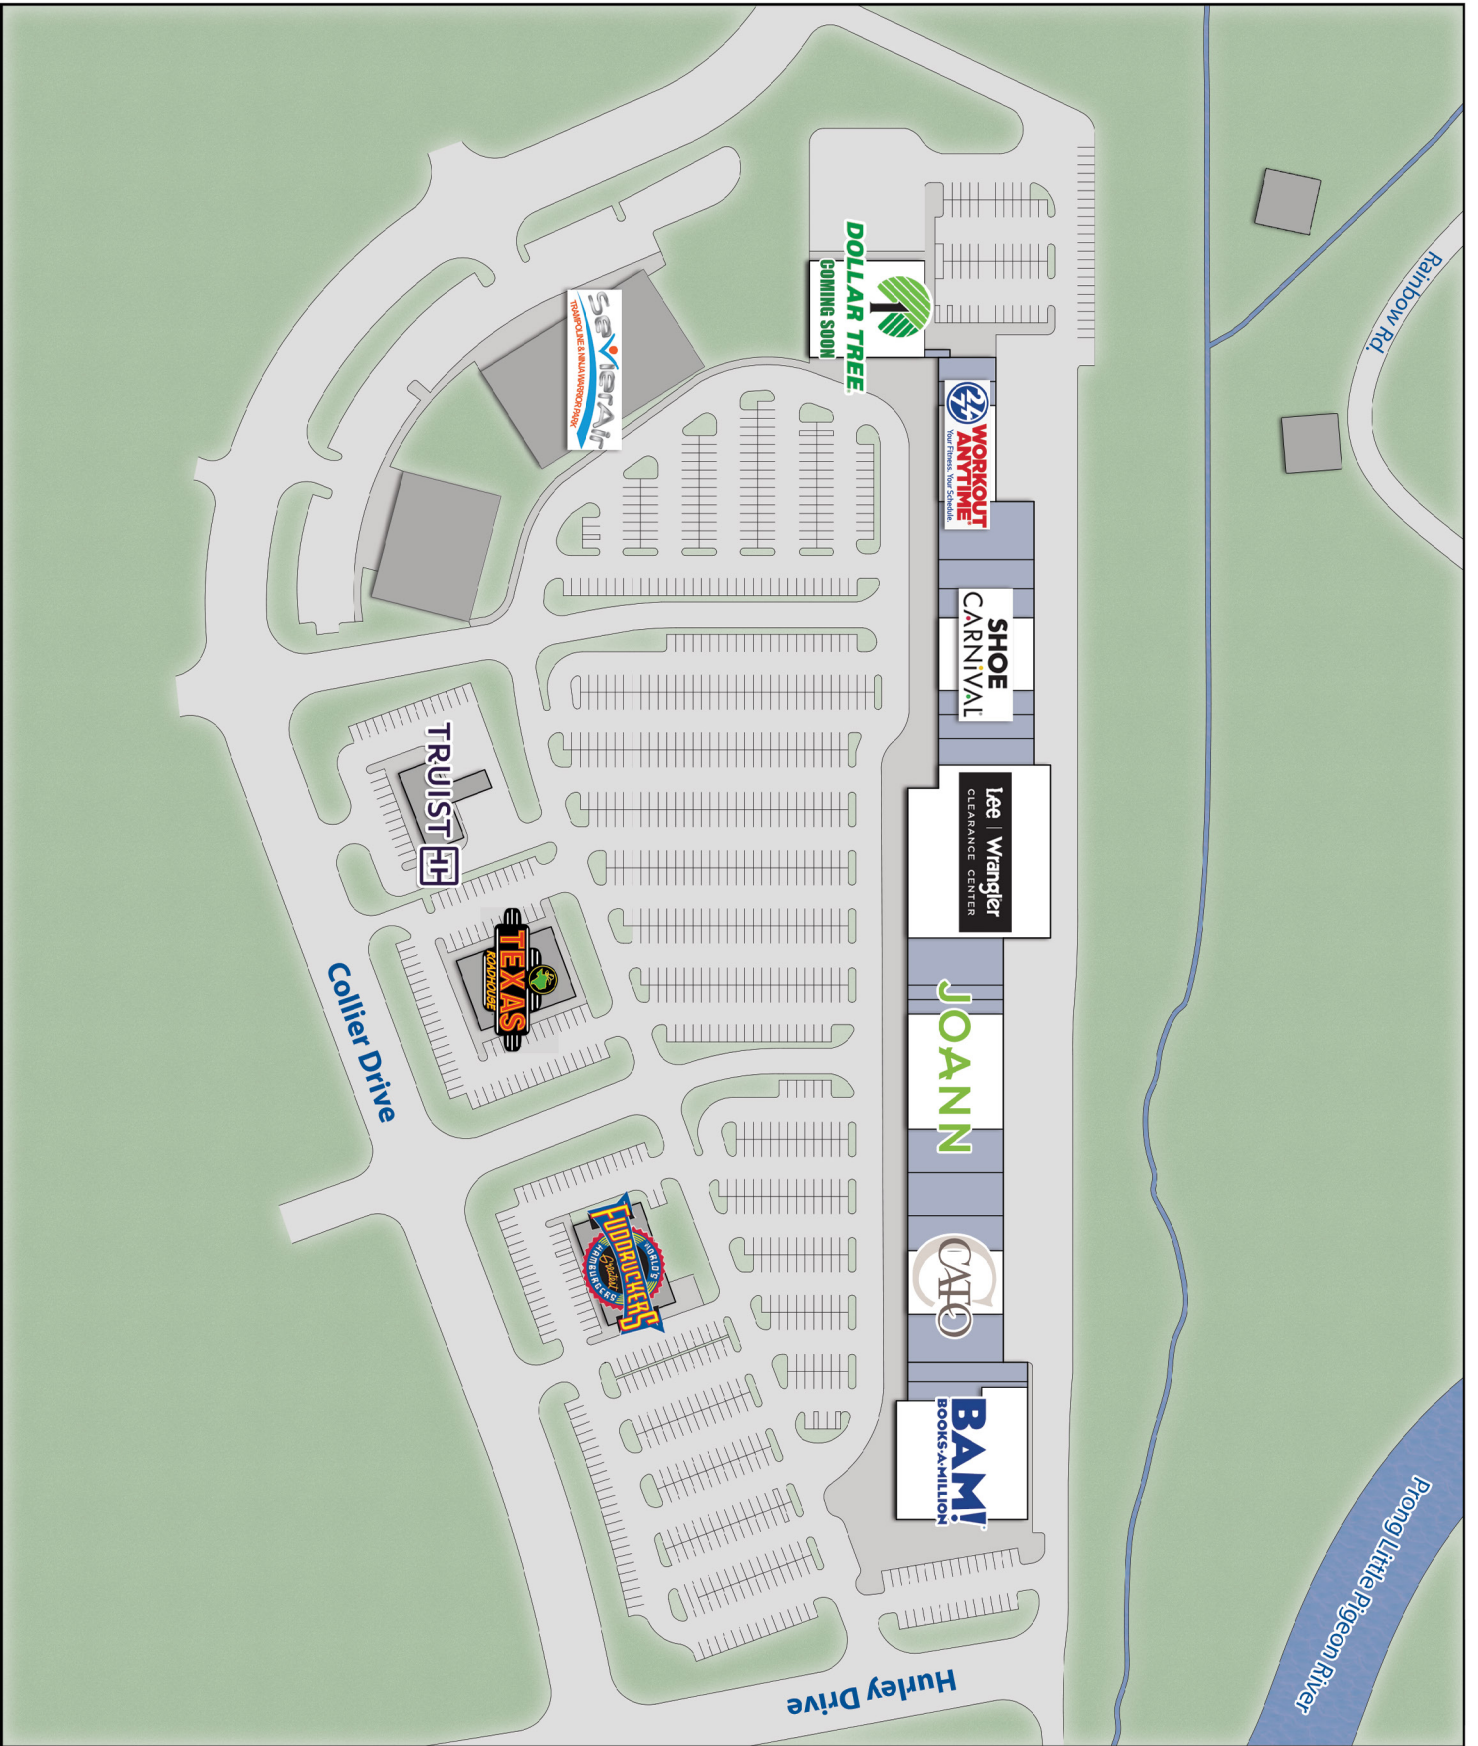 Rainbow Rd.
DOLLAR TREE
COMING SOON
SeVierAir
TRAMPOLINE & NINJA WARRIOR PARK
WORKOUT
ANYTIME
Your Fitness. Your Schedule.
SHOE
CARNIVAL
TRUIST
Lee | Wrangler
CLEARANCE CENTER
TEXAS
ROADHOUSE
Collier Drive
JOANN
FUDDRUCKERS
WORLD'S
Greatest
HAMBURGERS
CATO
BAM!
BOOKS·A·MILLION
Prong Little Pigeon River
Hurley Drive